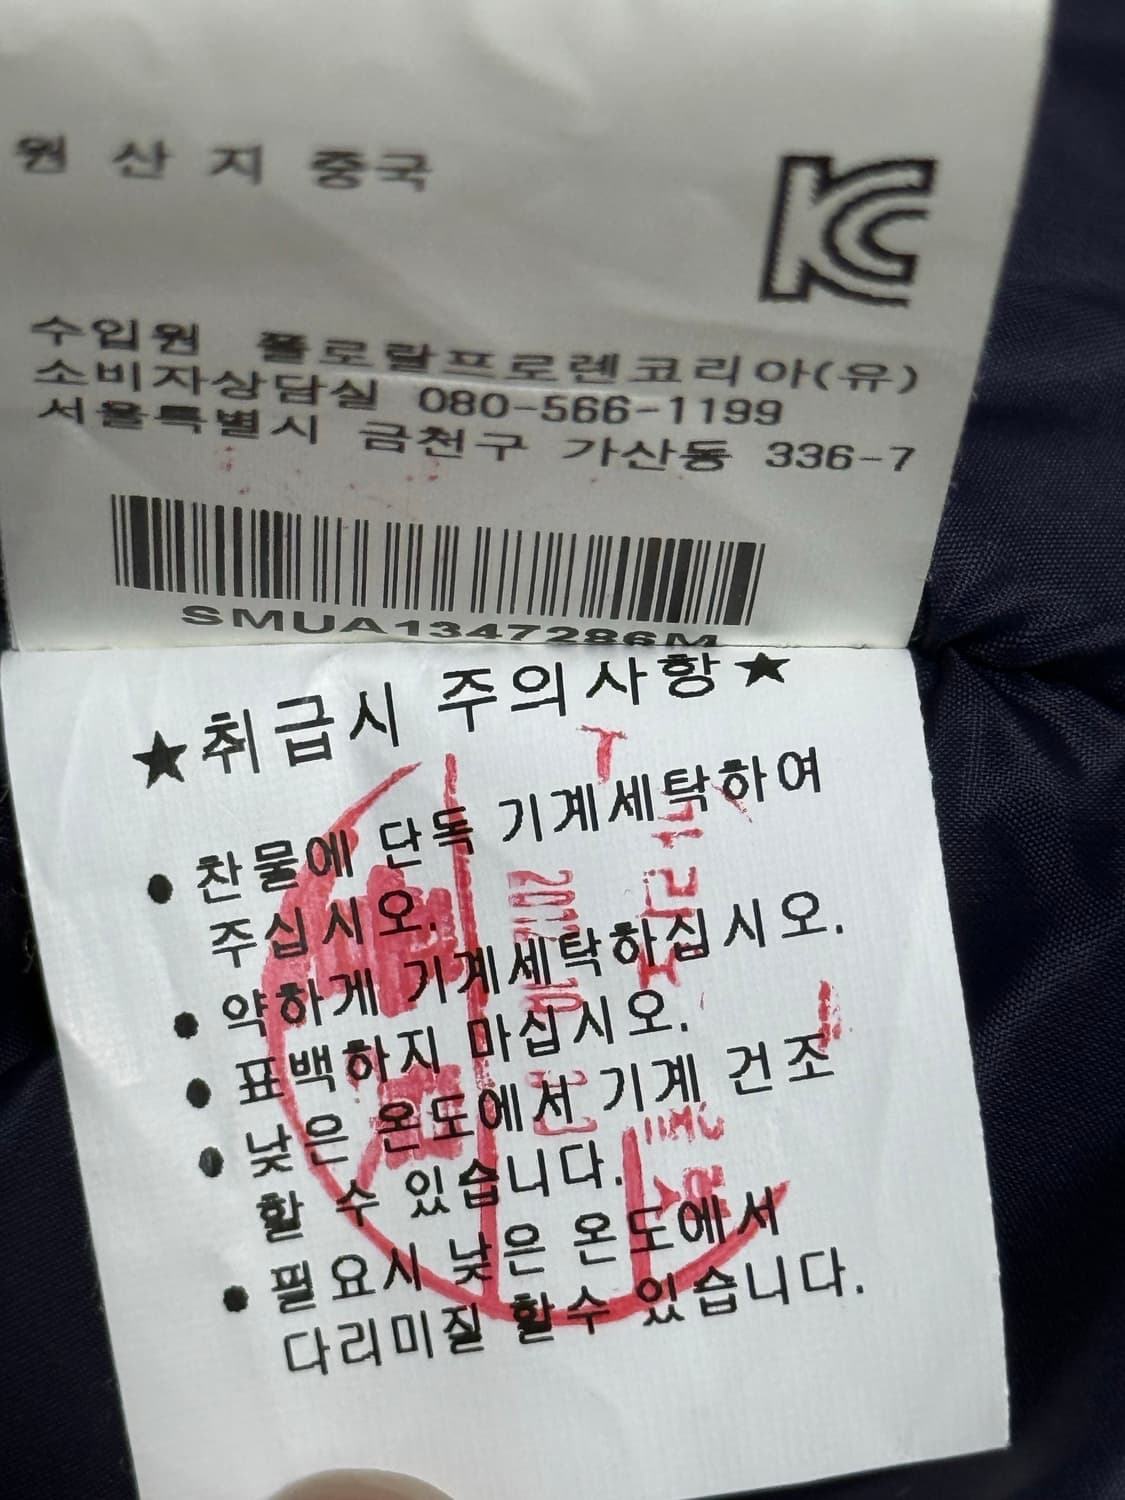 원 산 지 중국
KC
수입원 폴로랄프로렌코리아(유)
소비자상담실 080-566-1199
서울특별시 금천구 가산동 336-7
SMUA1347286M
★취급시 주의사항★
● 찬물에 단독 기계세탁하여
주십시오.
● 약하게 기계세탁하십시오.
● 표백하지 마십시오.
● 낮은 온도에서 기계 건조
할 수 있습니다.
● 필요시 낮은 온도에서
다리미질 할수 있습니다.